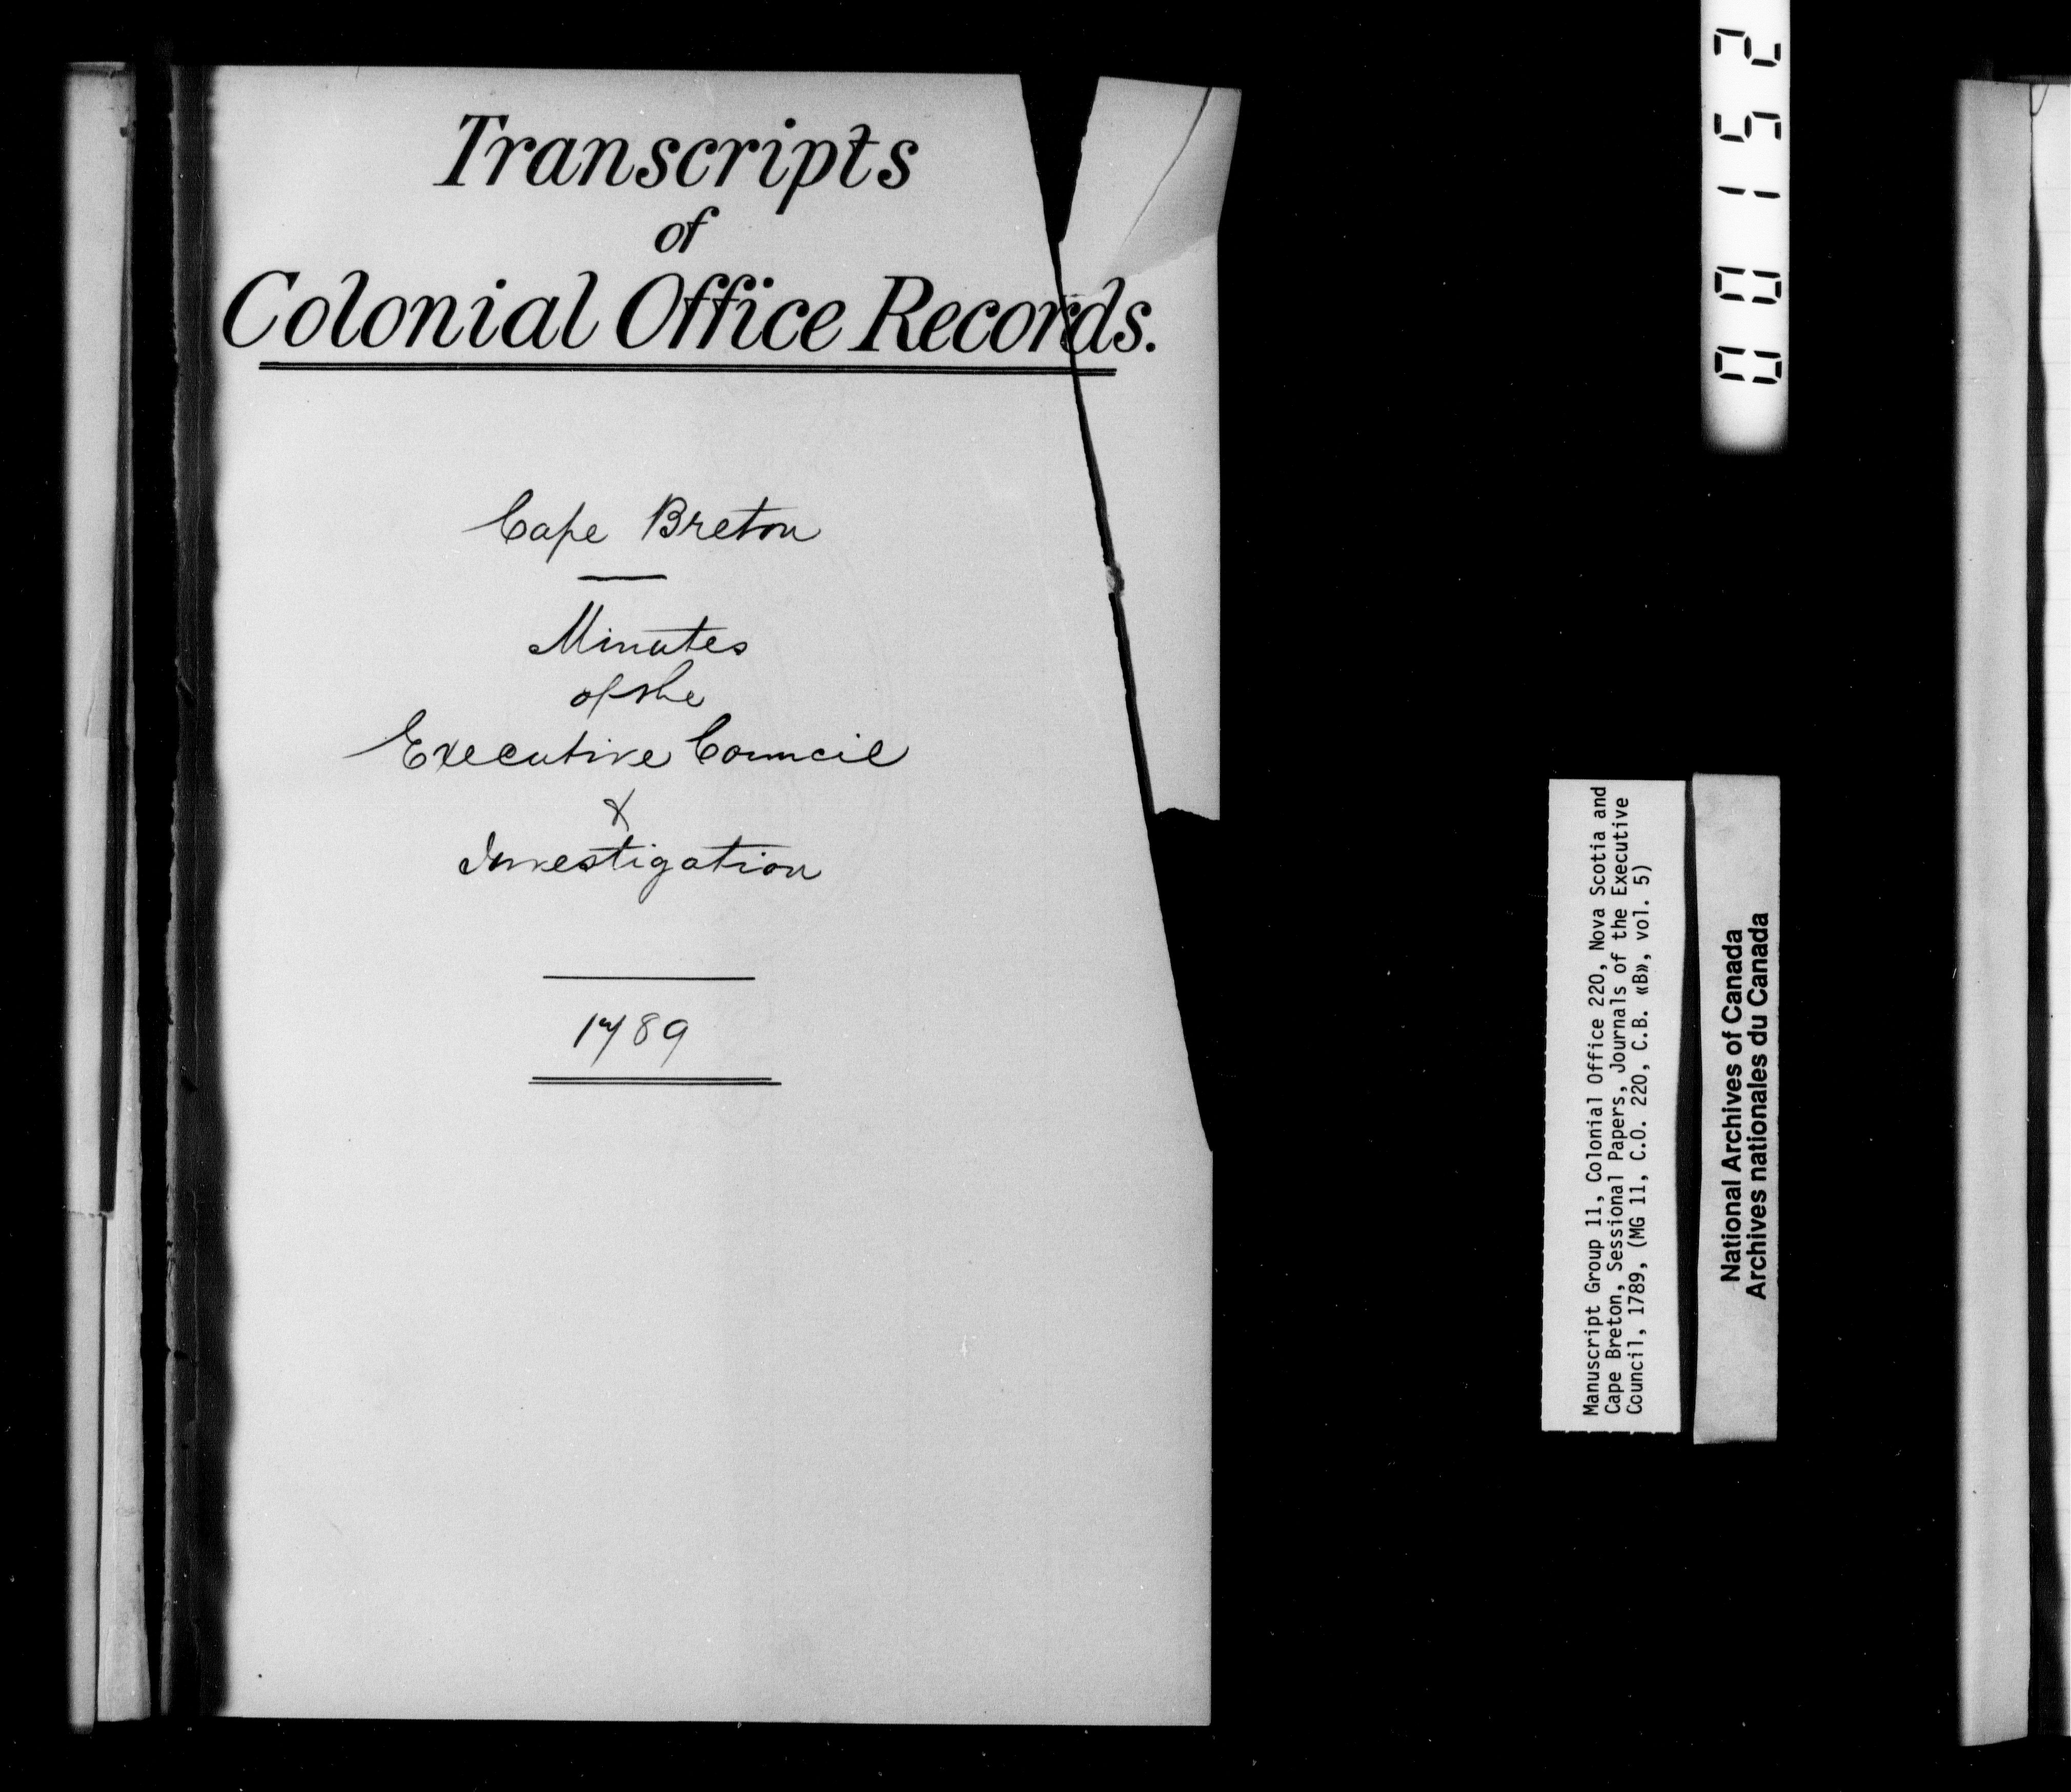 Transcripts
of
Colonial Office Records.
Cape Breton
Minutes
of the
Executive Council
&
Investigation
1789
00152
Manuscript Group 11, Colonial Office 220, Nova Scotia and
Cape Breton, Sessional Papers, Journals of the Executive
Council, 1789, (MG 11, C.O. 220, C.B. «B», vol. 5)
National Archives of Canada
Archives nationales du Canada